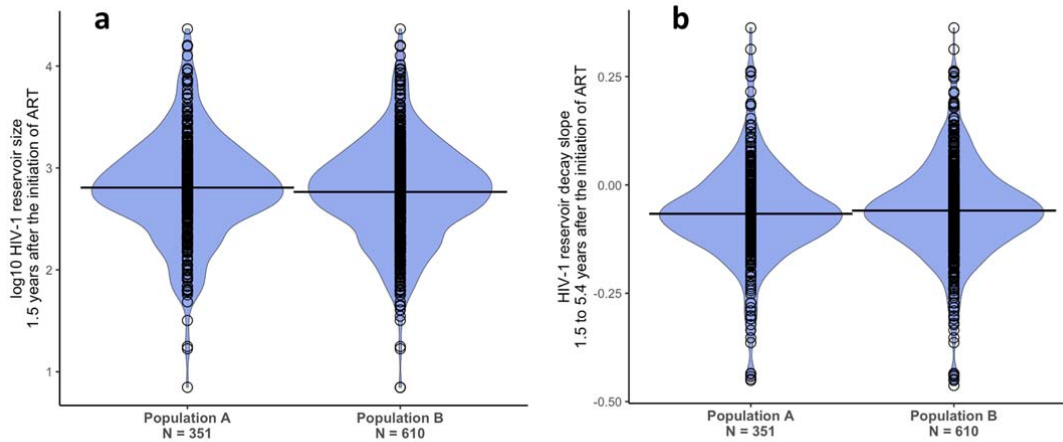 a
log10 HIV-1 reservoir size
1.5 years after the initiation of ART
4
3
2
1
Population A
N = 351
Population B
N = 610
b
HIV-1 reservoir decay slope
1.5 to 5.4 years after the initiation of ART
0.25
0.00
-0.25
-0.50
Population A
N = 351
Population B
N = 610